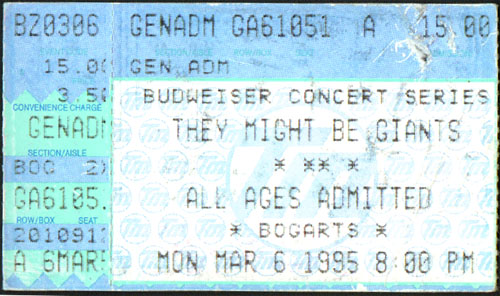 BZ0306 GENADM GA61051 A 15.00
15.00 GEN.ADM
3.50 BUDWEISER CONCERT SERIES
CONVENIENCE CHARGE
GENADM THEY MIGHT BE GIANTS
SECTION/AISLE
* ** *
GA6105 ALL AGES ADMITTED
ROW/BOX SEAT
* BOGARTS *
A 6MAR MON MAR 6 1995 8:00 PM